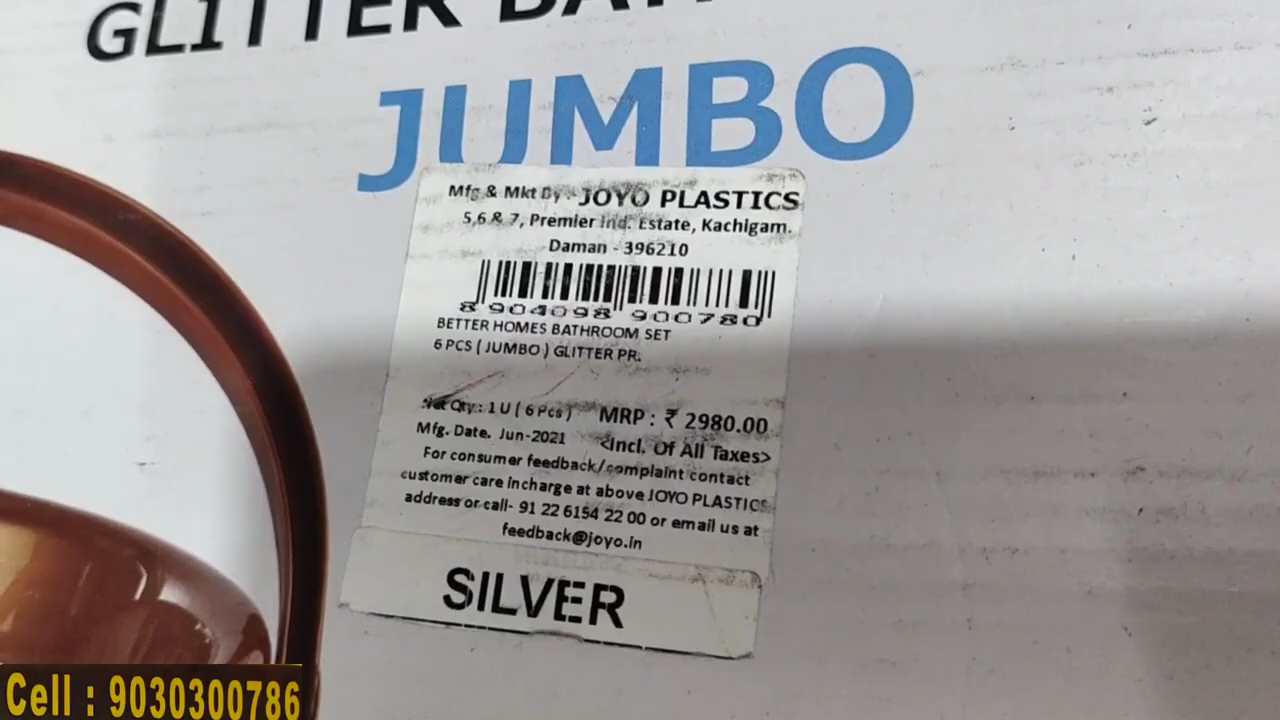 GLITTER
JUMBO
Mfg & Mkt By :- JOYO PLASTICS
5,6 & 7, Premier Ind. Estate, Kachigam.
Daman - 396210
8 904098 900780
BETTER HOMES BATHROOM SET
6 PCS ( JUMBO ) GLITTER PR.
Net Qty : 1 U ( 6 Pcs ) MRP : ₹ 2980.00
Mfg. Date. Jun-2021 <Incl. Of All Taxes>
For consumer feedback/complaint contact
customer care incharge at above JOYO PLASTICS
address or call- 91 22 6154 22 00 or email us at
feedback@joyo.in
SILVER
Cell : 9030300786